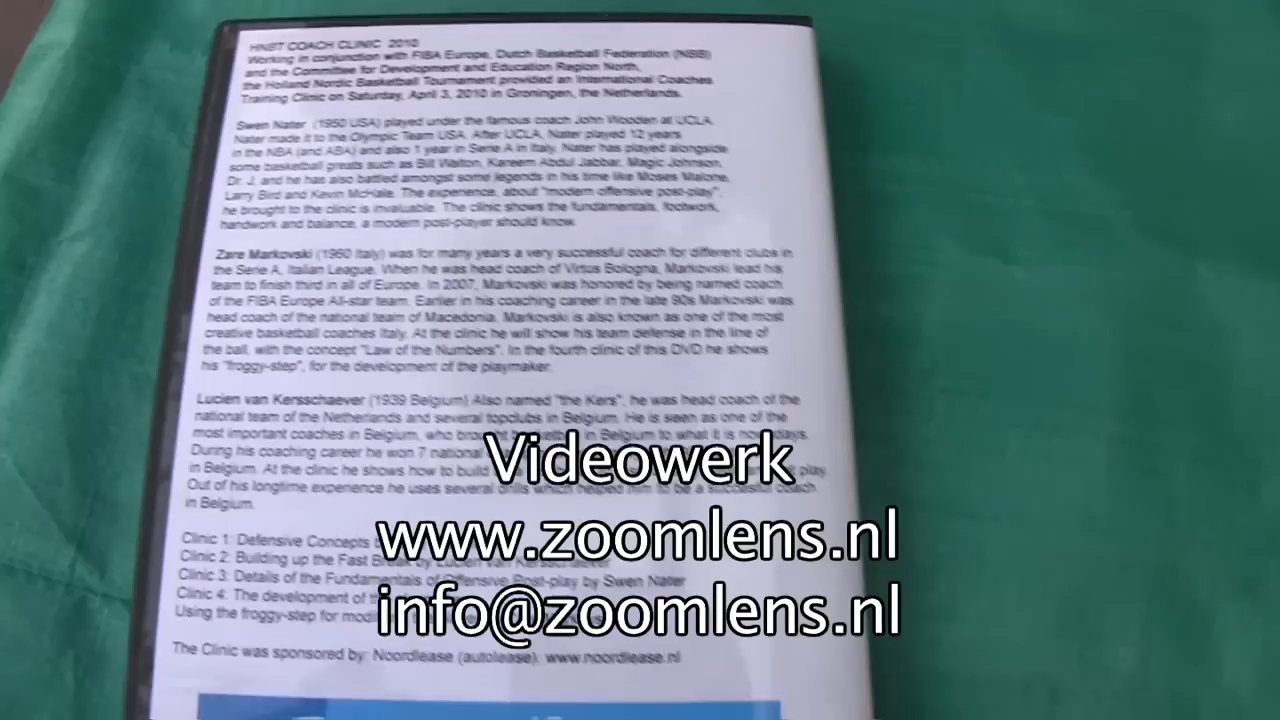 HNBT COACH CLINIC 2010
Working in conjunction with FIBA Europe, Dutch Basketball Federation (NBB)
and the Committee for Development and Education Region North,
the Holland Nordic Basketball Tournament provided an International Coaches
Training Clinic on Saturday, April 3, 2010 in Groningen, the Netherlands.
Swen Nater (1950 USA) played under the famous coach John Wooden at UCLA.
Nater made it to the Olympic Team USA. After UCLA, Nater played 12 years
in the NBA (and ABA) and also 1 year in Serie A in Italy. Nater has played alongside
some basketball greats such as Bill Walton, Kareem Abdul Jabbar, Magic Johnson,
Dr. J, and he has also battled amongst some legends in his time like Moses Malone,
Larry Bird and Kevin McHale. The experience, about "modern offensive post-play",
he brought to the clinic is invaluable. The clinic shows the fundamentals, footwork,
handwork and balance, a modern post-player should know.
Zare Markovski (1960 Italy) was for many years a very successful coach for different clubs in
the Serie A, Italian League. When he was head coach of Virtus Bologna, Markovski lead his
team to finish third in all of Europe. In 2007, Markovski was honored by being named coach
of the FIBA Europe All-star team. Earlier in his coaching career in the late 90s Markovski was
head coach of the national team of Macedonia. Markovski is also known as one of the most
creative basketball coaches Italy. At the clinic he will show his team defense in the line of
the ball, with the concept "Law of the Numbers". In the fourth clinic of this DVD he shows
his "froggy-step", for the development of the playmaker.
Lucien van Kersschaever (1939 Belgium) Also named "the Kers", he was head coach of the
national team of the Netherlands and several topclubs in Belgium. He is seen as one of the
most important coaches in Belgium, who in Belgium to what it is
During his coaching career he won 7 national
in Belgium. At the clinic he shows how to build play.
Out of his longtime experience he uses several drills which helped him to be a coach
in Belgium.
Clinic 1: Defensive Concepts
Clinic 2: Building up the Fast Break by Lucien van Kersschaever
Clinic 3: Details of the Fundamentals of Offensive Post-play by Swen Nater
Clinic 4: The development of
Using the froggy-step for
The Clinic was sponsored by: Noordlease (autolease): www.noordlease.nl
Videowerk
www.zoomlens.nl
info@zoomlens.nl